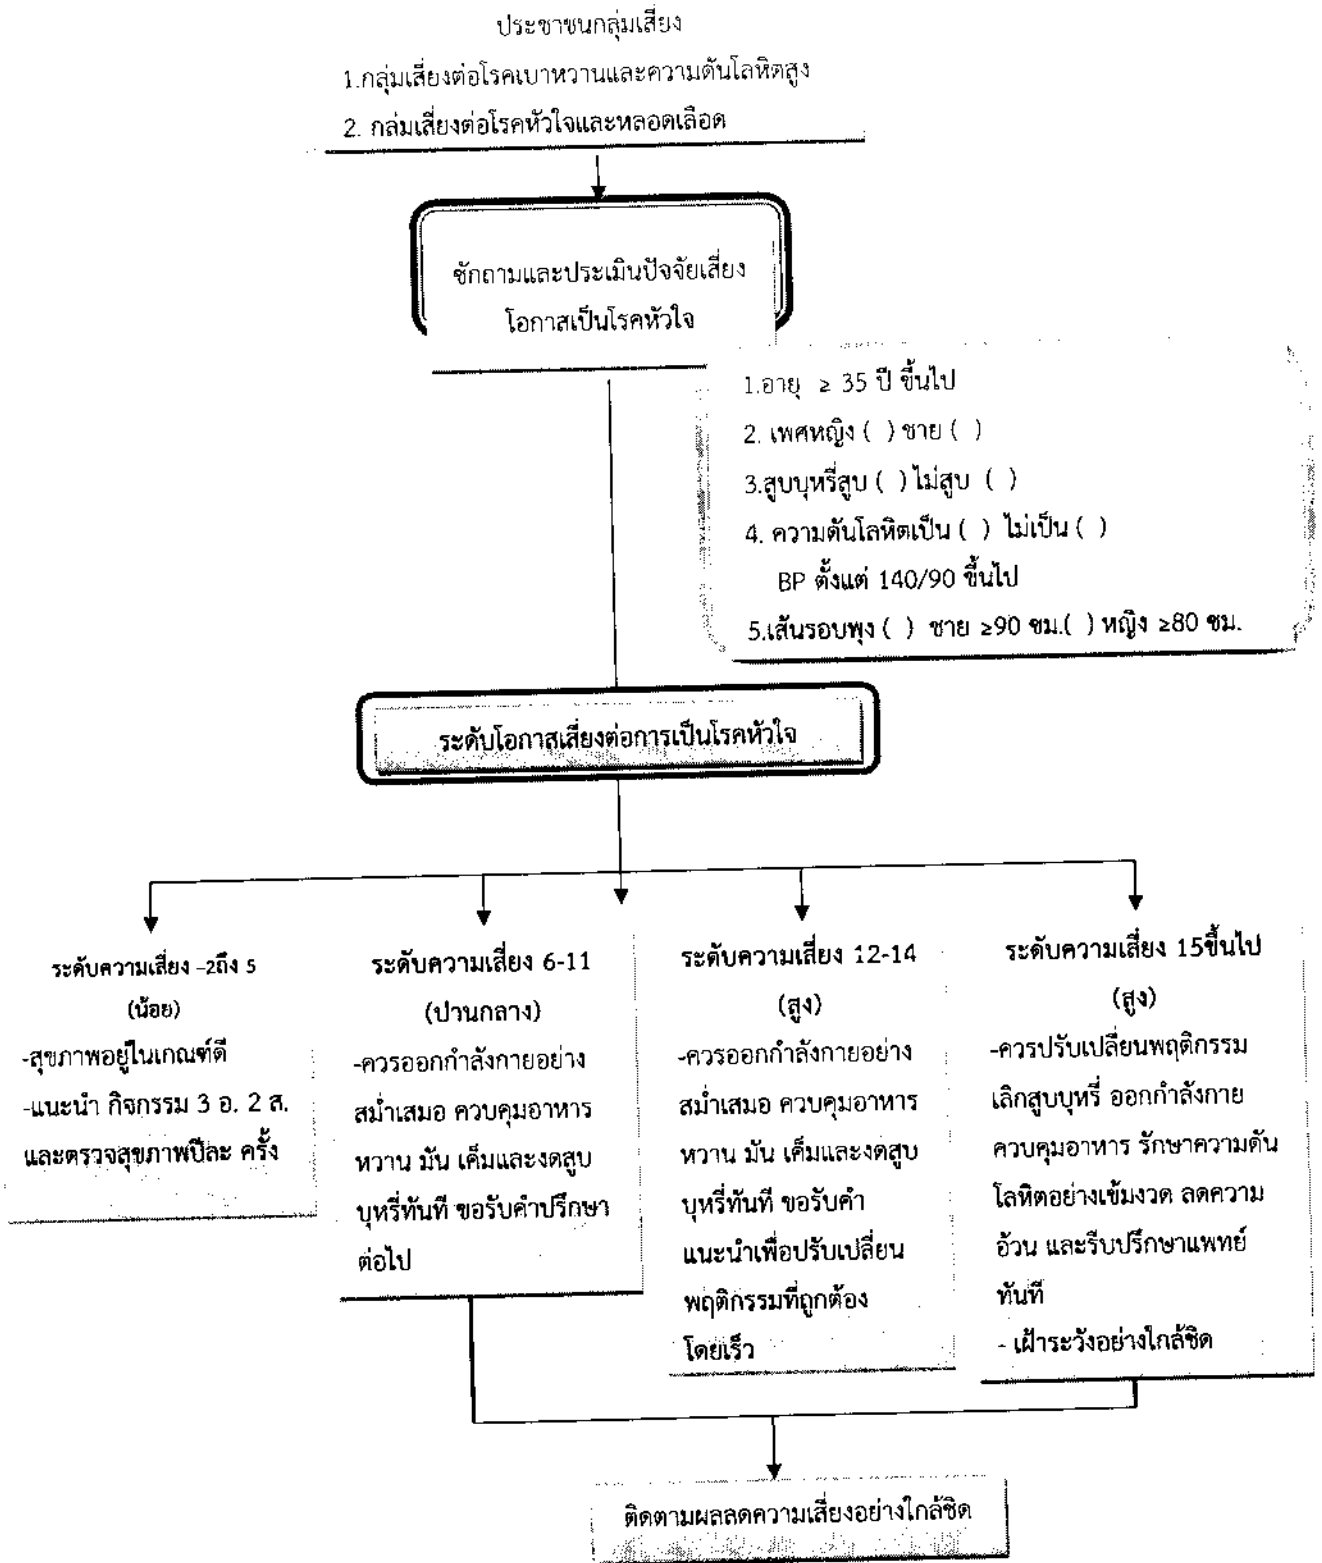 ประชาชนกลุ่มเสี่ยง
1.กลุ่มเสี่ยงต่อโรคเบาหวานและความดันโลหิตสูง
2. กล่มเสี่ยงต่อโรคหัวใจและหลอดเลือด
ซักถามและประเมินปัจจัยเสี่ยง
โอกาสเป็นโรคหัวใจ
1.อายุ ≥ 35 ปี ขึ้นไป
2. เพศหญิง ( ) ชาย ( )
3.สูบบุหรี่สูบ ( ) ไม่สูบ ( )
4. ความดันโลหิตเป็น ( ) ไม่เป็น ( )
BP ตั้งแต่ 140/90 ขึ้นไป
5.เส้นรอบพุง ( ) ชาย ≥90 ซม.( ) หญิง ≥80 ซม.
ระดับโอกาสเสี่ยงต่อการเป็นโรคหัวใจ
ระดับความเสี่ยง -2ถึง 5
(น้อย)
-สุขภาพอยู่ในเกณฑ์ดี
-แนะนำ กิจกรรม 3 อ. 2 ส.
และตรวจสุขภาพปีละ ครั้ง
ระดับความเสี่ยง 6-11
(ปานกลาง)
-ควรออกกำลังกายอย่าง
สม่ำเสมอ ควบคุมอาหาร
หวาน มัน เค็มและงดสูบ
บุหรี่ทันที ขอรับคำปรึกษา
ต่อไป
ระดับความเสี่ยง 12-14
(สูง)
-ควรออกกำลังกายอย่าง
สม่ำเสมอ ควบคุมอาหาร
หวาน มัน เค็มและงดสูบ
บุหรี่ทันที ขอรับคำ
แนะนำเพื่อปรับเปลี่ยน
พฤติกรรมที่ถูกต้อง
โดยเร็ว
ระดับความเสี่ยง 15ขึ้นไป
(สูง)
-ควรปรับเปลี่ยนพฤติกรรม
เลิกสูบบุหรี่ ออกกำลังกาย
ควบคุมอาหาร รักษาความดัน
โลหิตอย่างเข้มงวด ลดความ
อ้วน และรีบปรึกษาแพทย์
ทันที
- เฝ้าระวังอย่างใกล้ชิด
ติดตามผลลดความเสี่ยงอย่างใกล้ชิด